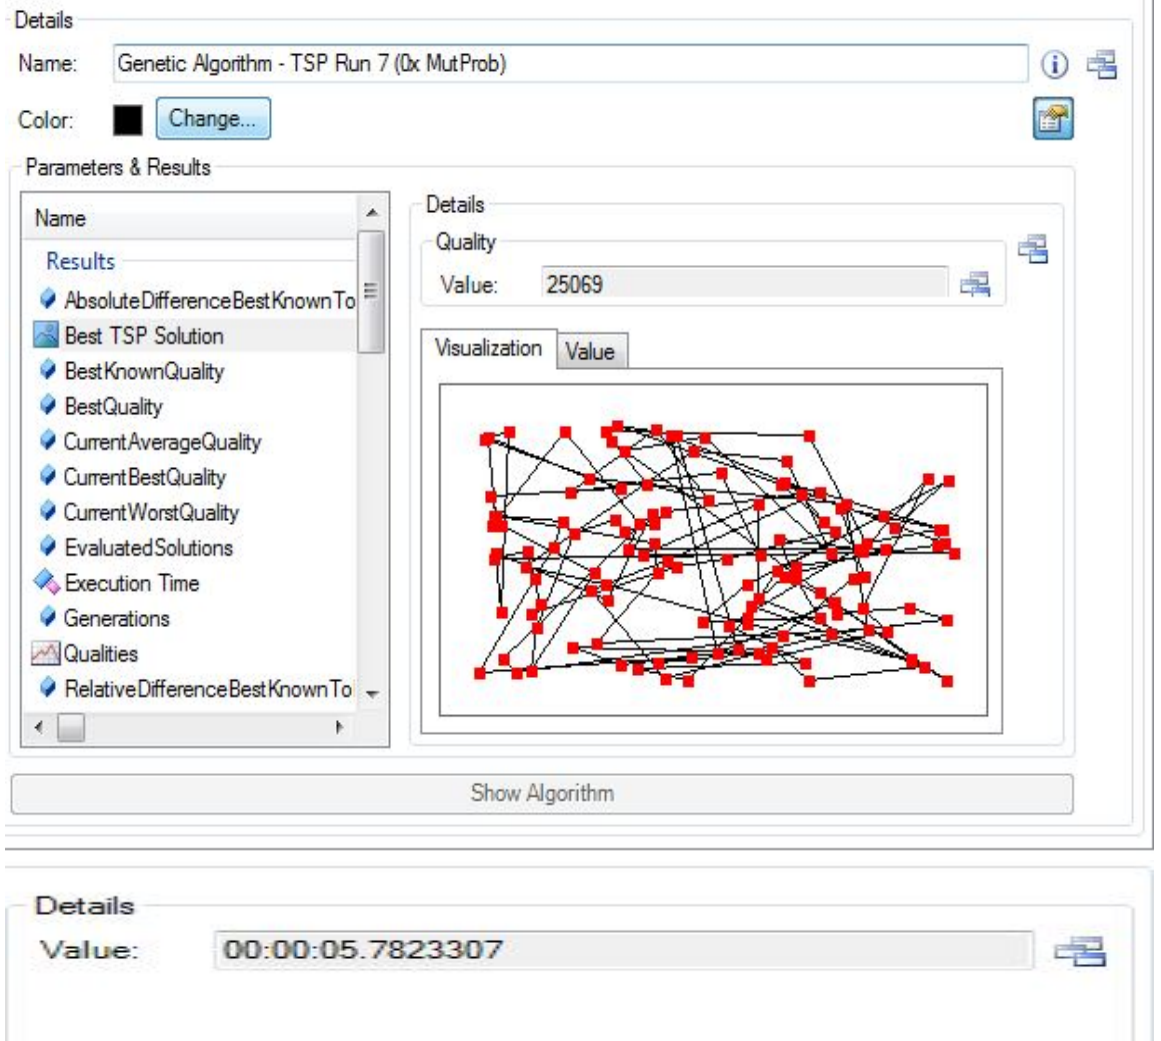 Details
Name: Genetic Algorithm - TSP Run 7 (0x MutProb)
Color: Change...
Parameters & Results
Name
Results
AbsoluteDifferenceBestKnownTo
Best TSP Solution
BestKnownQuality
BestQuality
CurrentAverageQuality
CurrentBestQuality
CurrentWorstQuality
EvaluatedSolutions
Execution Time
Generations
Qualities
RelativeDifferenceBestKnownTo
Details
Quality
Value: 25069
Visualization Value
Show Algorithm
Details
Value: 00:00:05.7823307